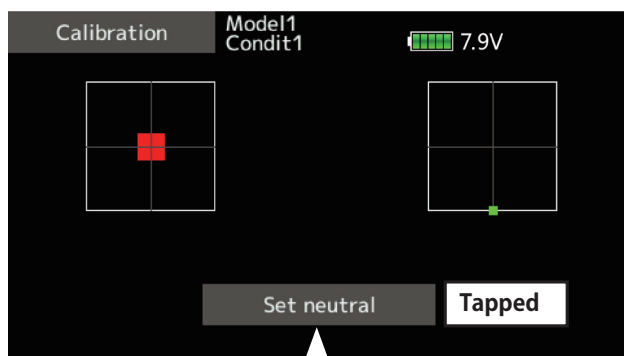 Calibration
Model1
Condit1
7.9V
Set neutral
Tapped